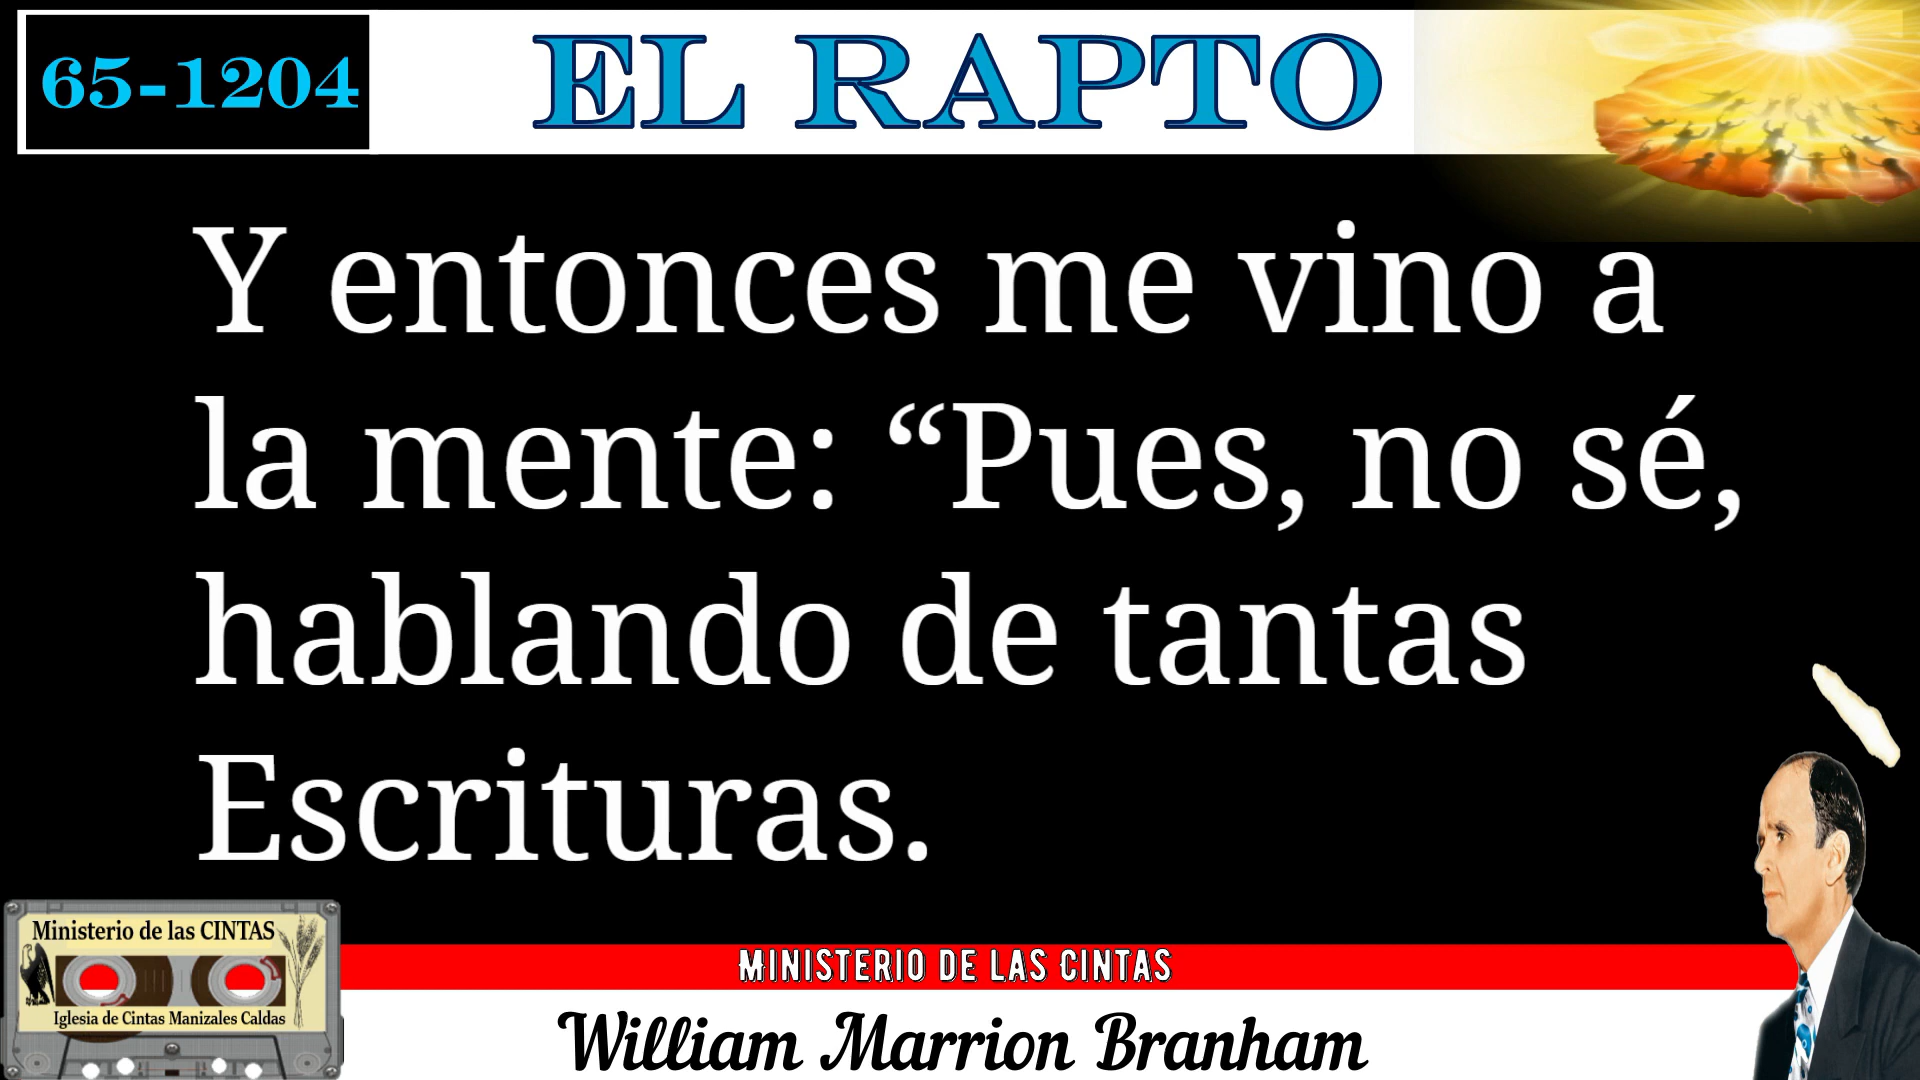 65-1204
EL RAPTO
Y entonces me vino a
la mente: “Pues, no sé,
hablando de tantas
Escrituras.
Ministerio de las CINTAS
Iglesia de Cintas Manizales Caldas
MINISTERIO DE LAS CINTAS
William Marrion Branham